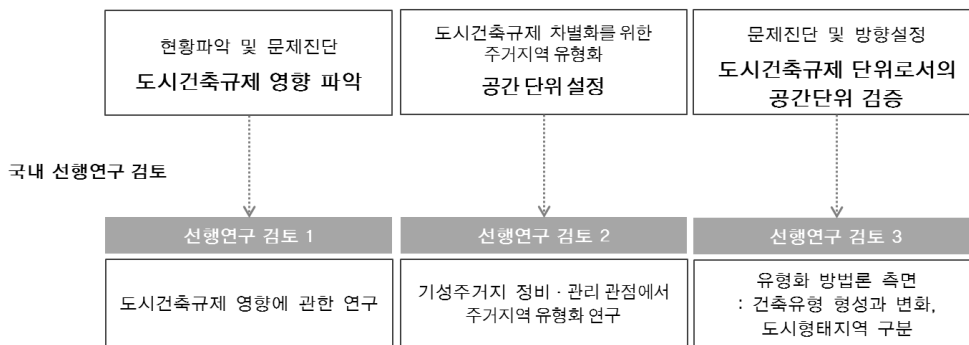 현황파악 및 문제진단
도시건축규제 영향 파악
도시건축규제 차별화를 위한
주거지역 유형화
공간 단위 설정
문제진단 및 방향설정
도시건축규제 단위로서의
공간단위 검증
국내 선행연구 검토
선행연구 검토 1
도시건축규제 영향에 관한 연구
선행연구 검토 2
기성주거지 정비 · 관리 관점에서
주거지역 유형화 연구
선행연구 검토 3
유형화 방법론 측면
: 건축유형 형성과 변화,
도시형태지역 구분